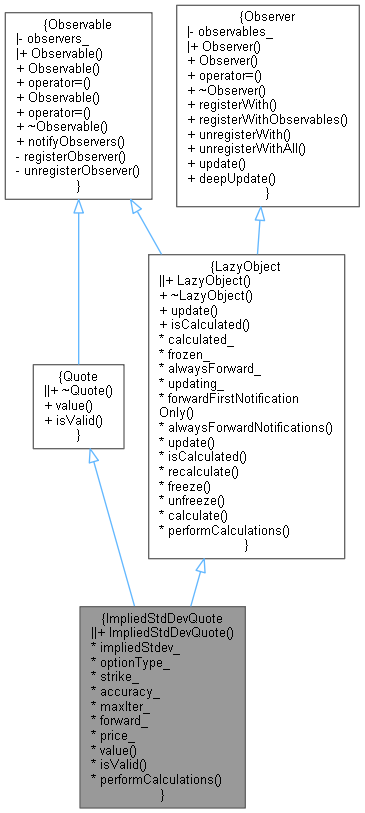 {Observable
|- observers_
|+ Observable()
+ Observable()
+ operator=()
+ Observable()
+ operator=()
+ ~Observable()
+ notifyObservers()
- registerObserver()
- unregisterObserver()
}
{Observer
|- observables_
|+ Observer()
+ Observer()
+ operator=()
+ ~Observer()
+ registerWith()
+ registerWithObservables()
+ unregisterWith()
+ unregisterWithAll()
+ update()
+ deepUpdate()
}
{LazyObject
||+ LazyObject()
+ ~LazyObject()
+ update()
+ isCalculated()
* calculated_
* frozen_
* alwaysForward_
* updating_
* forwardFirstNotification
Only()
* alwaysForwardNotifications()
* update()
* isCalculated()
* recalculate()
* freeze()
* unfreeze()
* calculate()
* performCalculations()
}
{Quote
||+ ~Quote()
+ value()
+ isValid()
}
{ImpliedStdDevQuote
||+ ImpliedStdDevQuote()
* impliedStdev_
* optionType_
* strike_
* accuracy_
* maxIter_
* forward_
* price_
* value()
* isValid()
* performCalculations()
}